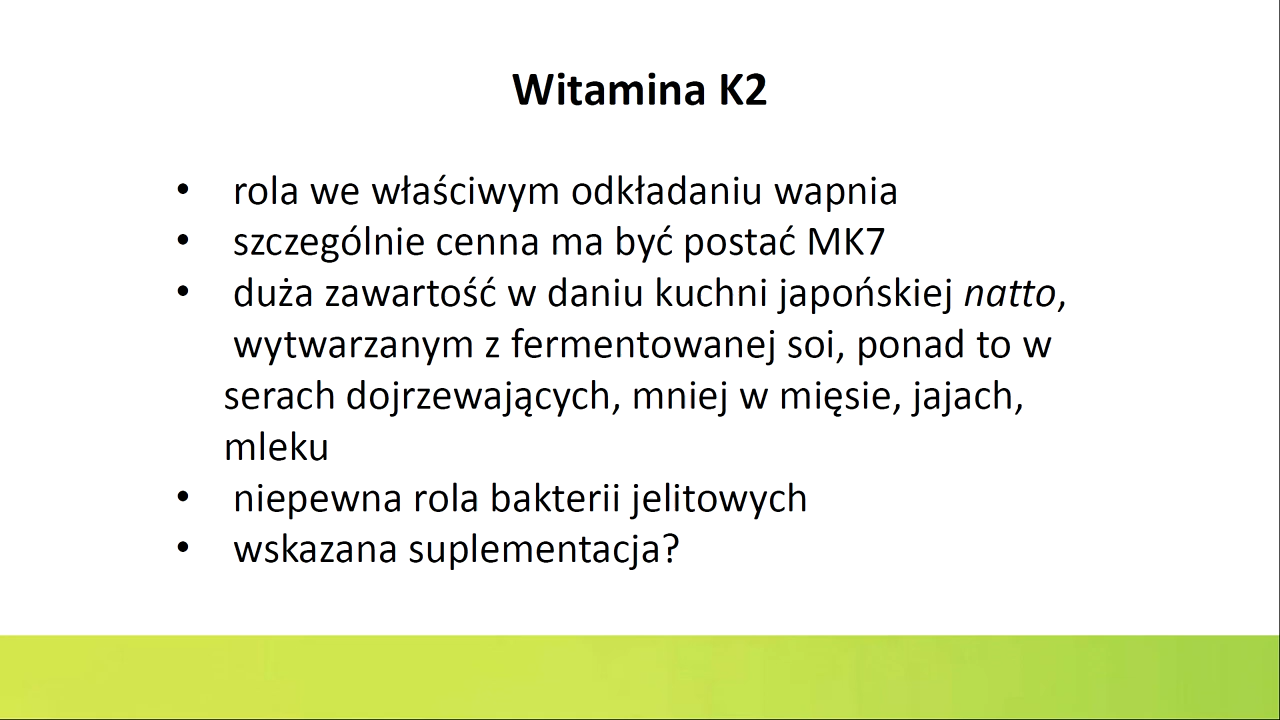 Witamina K2
• rola we właściwym odkładaniu wapnia
• szczególnie cenna ma być postać MK7
• duża zawartość w daniu kuchni japońskiej natto,
wytwarzanym z fermentowanej soi, ponad to w
serach dojrzewających, mniej w mięsie, jajach,
mleku
• niepewna rola bakterii jelitowych
• wskazana suplementacja?